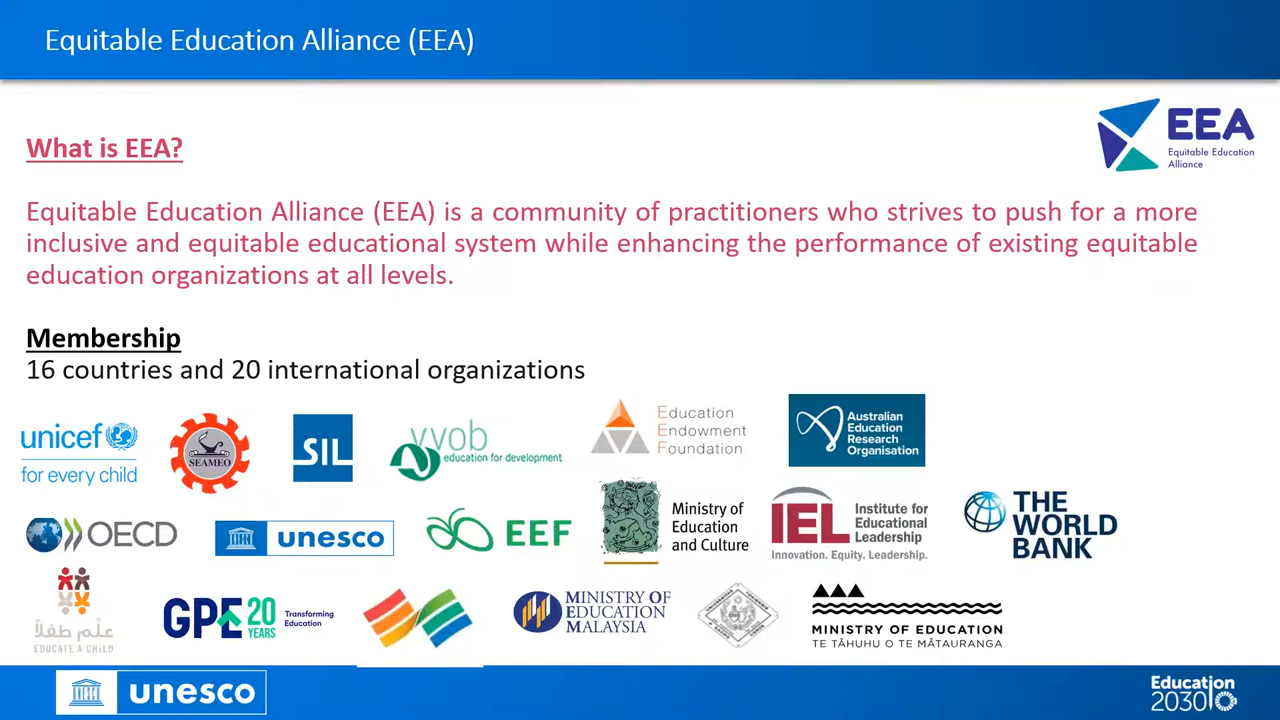 Equitable Education Alliance (EEA)
EEA
Equitable Education
Alliance
What is EEA?
Equitable Education Alliance (EEA) is a community of practitioners who strives to push for a more
inclusive and equitable educational system while enhancing the performance of existing equitable
education organizations at all levels.
Membership
16 countries and 20 international organizations
unicef
for every child
SEAMEO
SIL
vvob
education for development
Education
Endowment
Foundation
Australian
Education
Research
Organisation
OECD
unesco
EEF
Ministry of
Education
and Culture
IEL
Institute for
Educational
Leadership
Innovation. Equity. Leadership.
THE
WORLD
BANK
علّم طفلاً
EDUCATE A CHILD
GPE 20
YEARS
Transforming
Education
MINISTRY OF
EDUCATION
MALAYSIA
MINISTRY OF EDUCATION
TE TĀHUHU O TE MĀTAURANGA
unesco
Education
2030